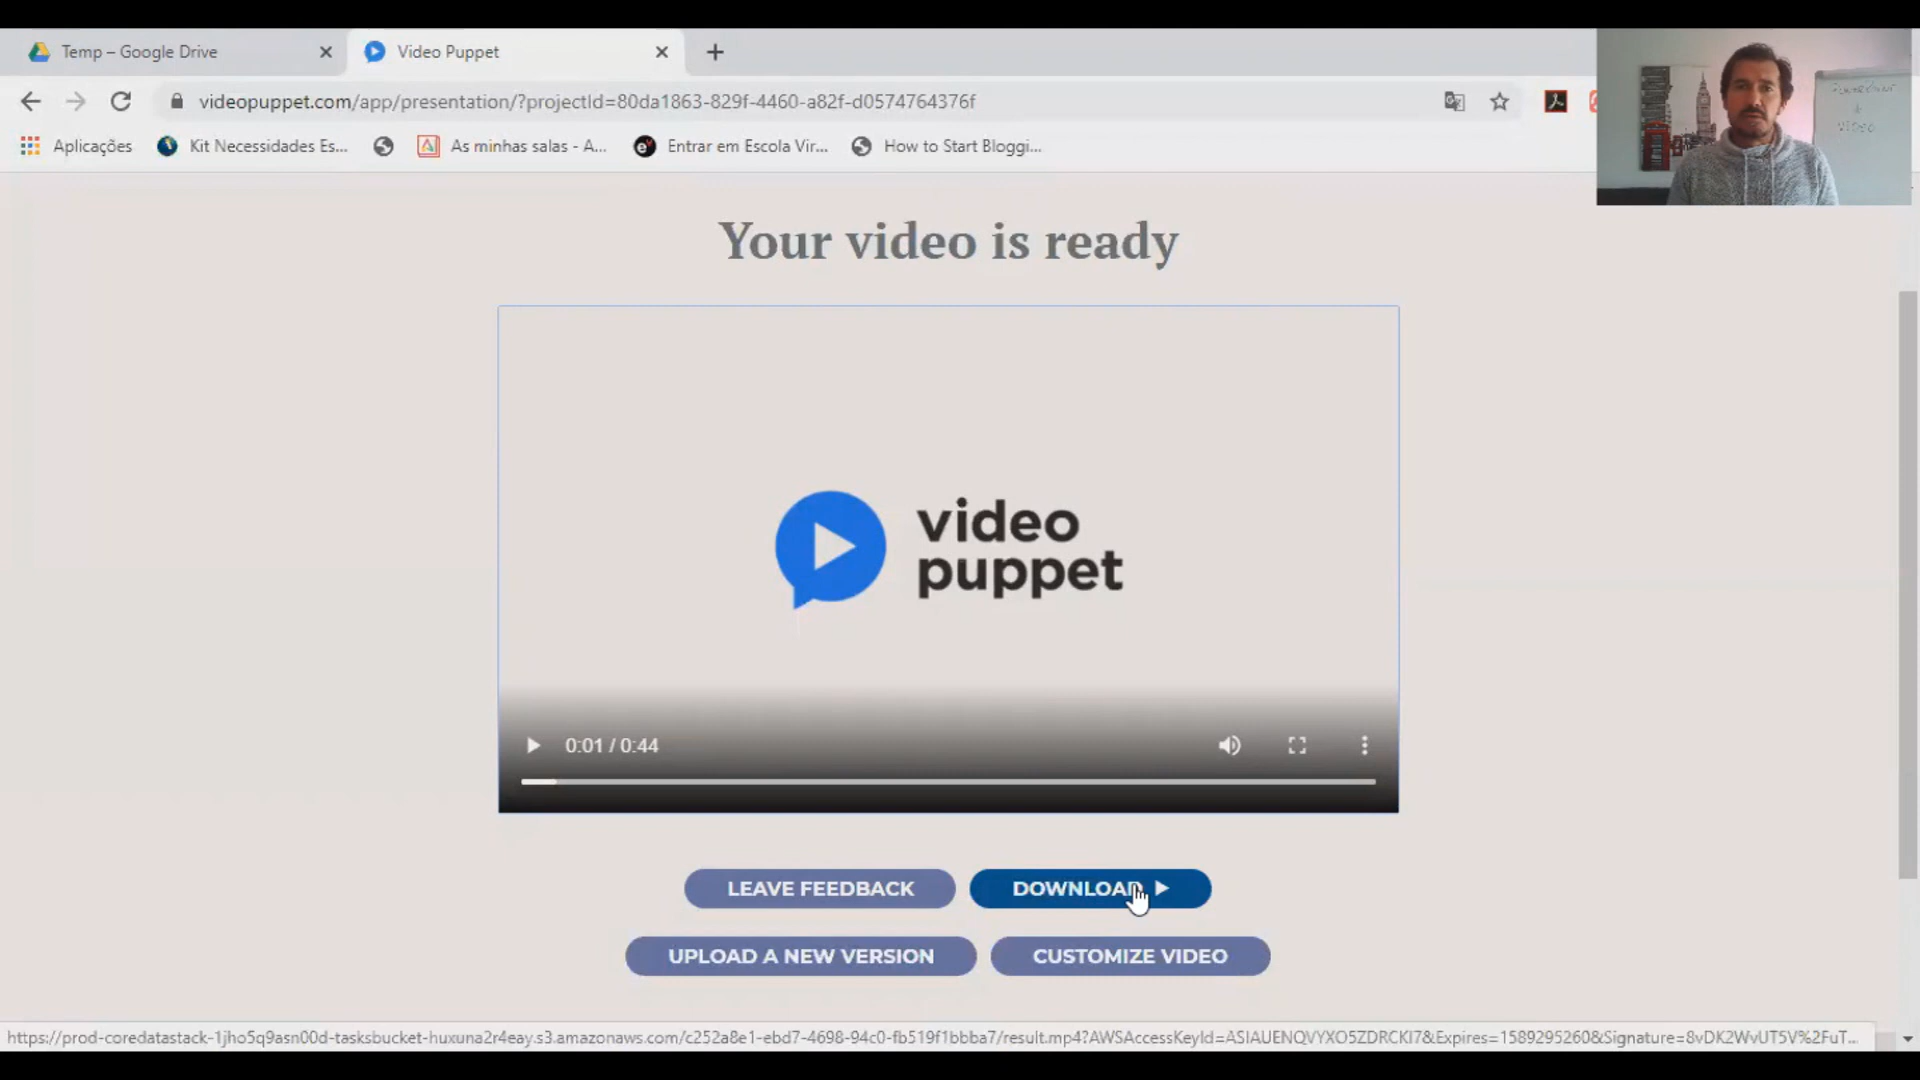 Temp – Google Drive
Video Puppet
videopuppet.com/app/presentation/?projectId=80da1863-829f-4460-a82f-d0574764376f
Aplicações
Kit Necessidades Es...
As minhas salas - A...
Entrar em Escola Vir...
How to Start Bloggi...
POWERPOINT
+
VIDEO
Your video is ready
video
puppet
0:01 / 0:44
LEAVE FEEDBACK
DOWNLOAD
UPLOAD A NEW VERSION
CUSTOMIZE VIDEO
https://prod-coredatastack-1jho5q9asn00d-tasksbucket-huxuna2r4eay.s3.amazonaws.com/c252a8e1-ebd7-4698-94c0-fb519f1bbba7/result.mp4?AWSAccessKeyId=ASIAUENQVYXO5ZDRCKI7&Expires=1589295260&Signature=8vDK2WvUT5V%2FuT...